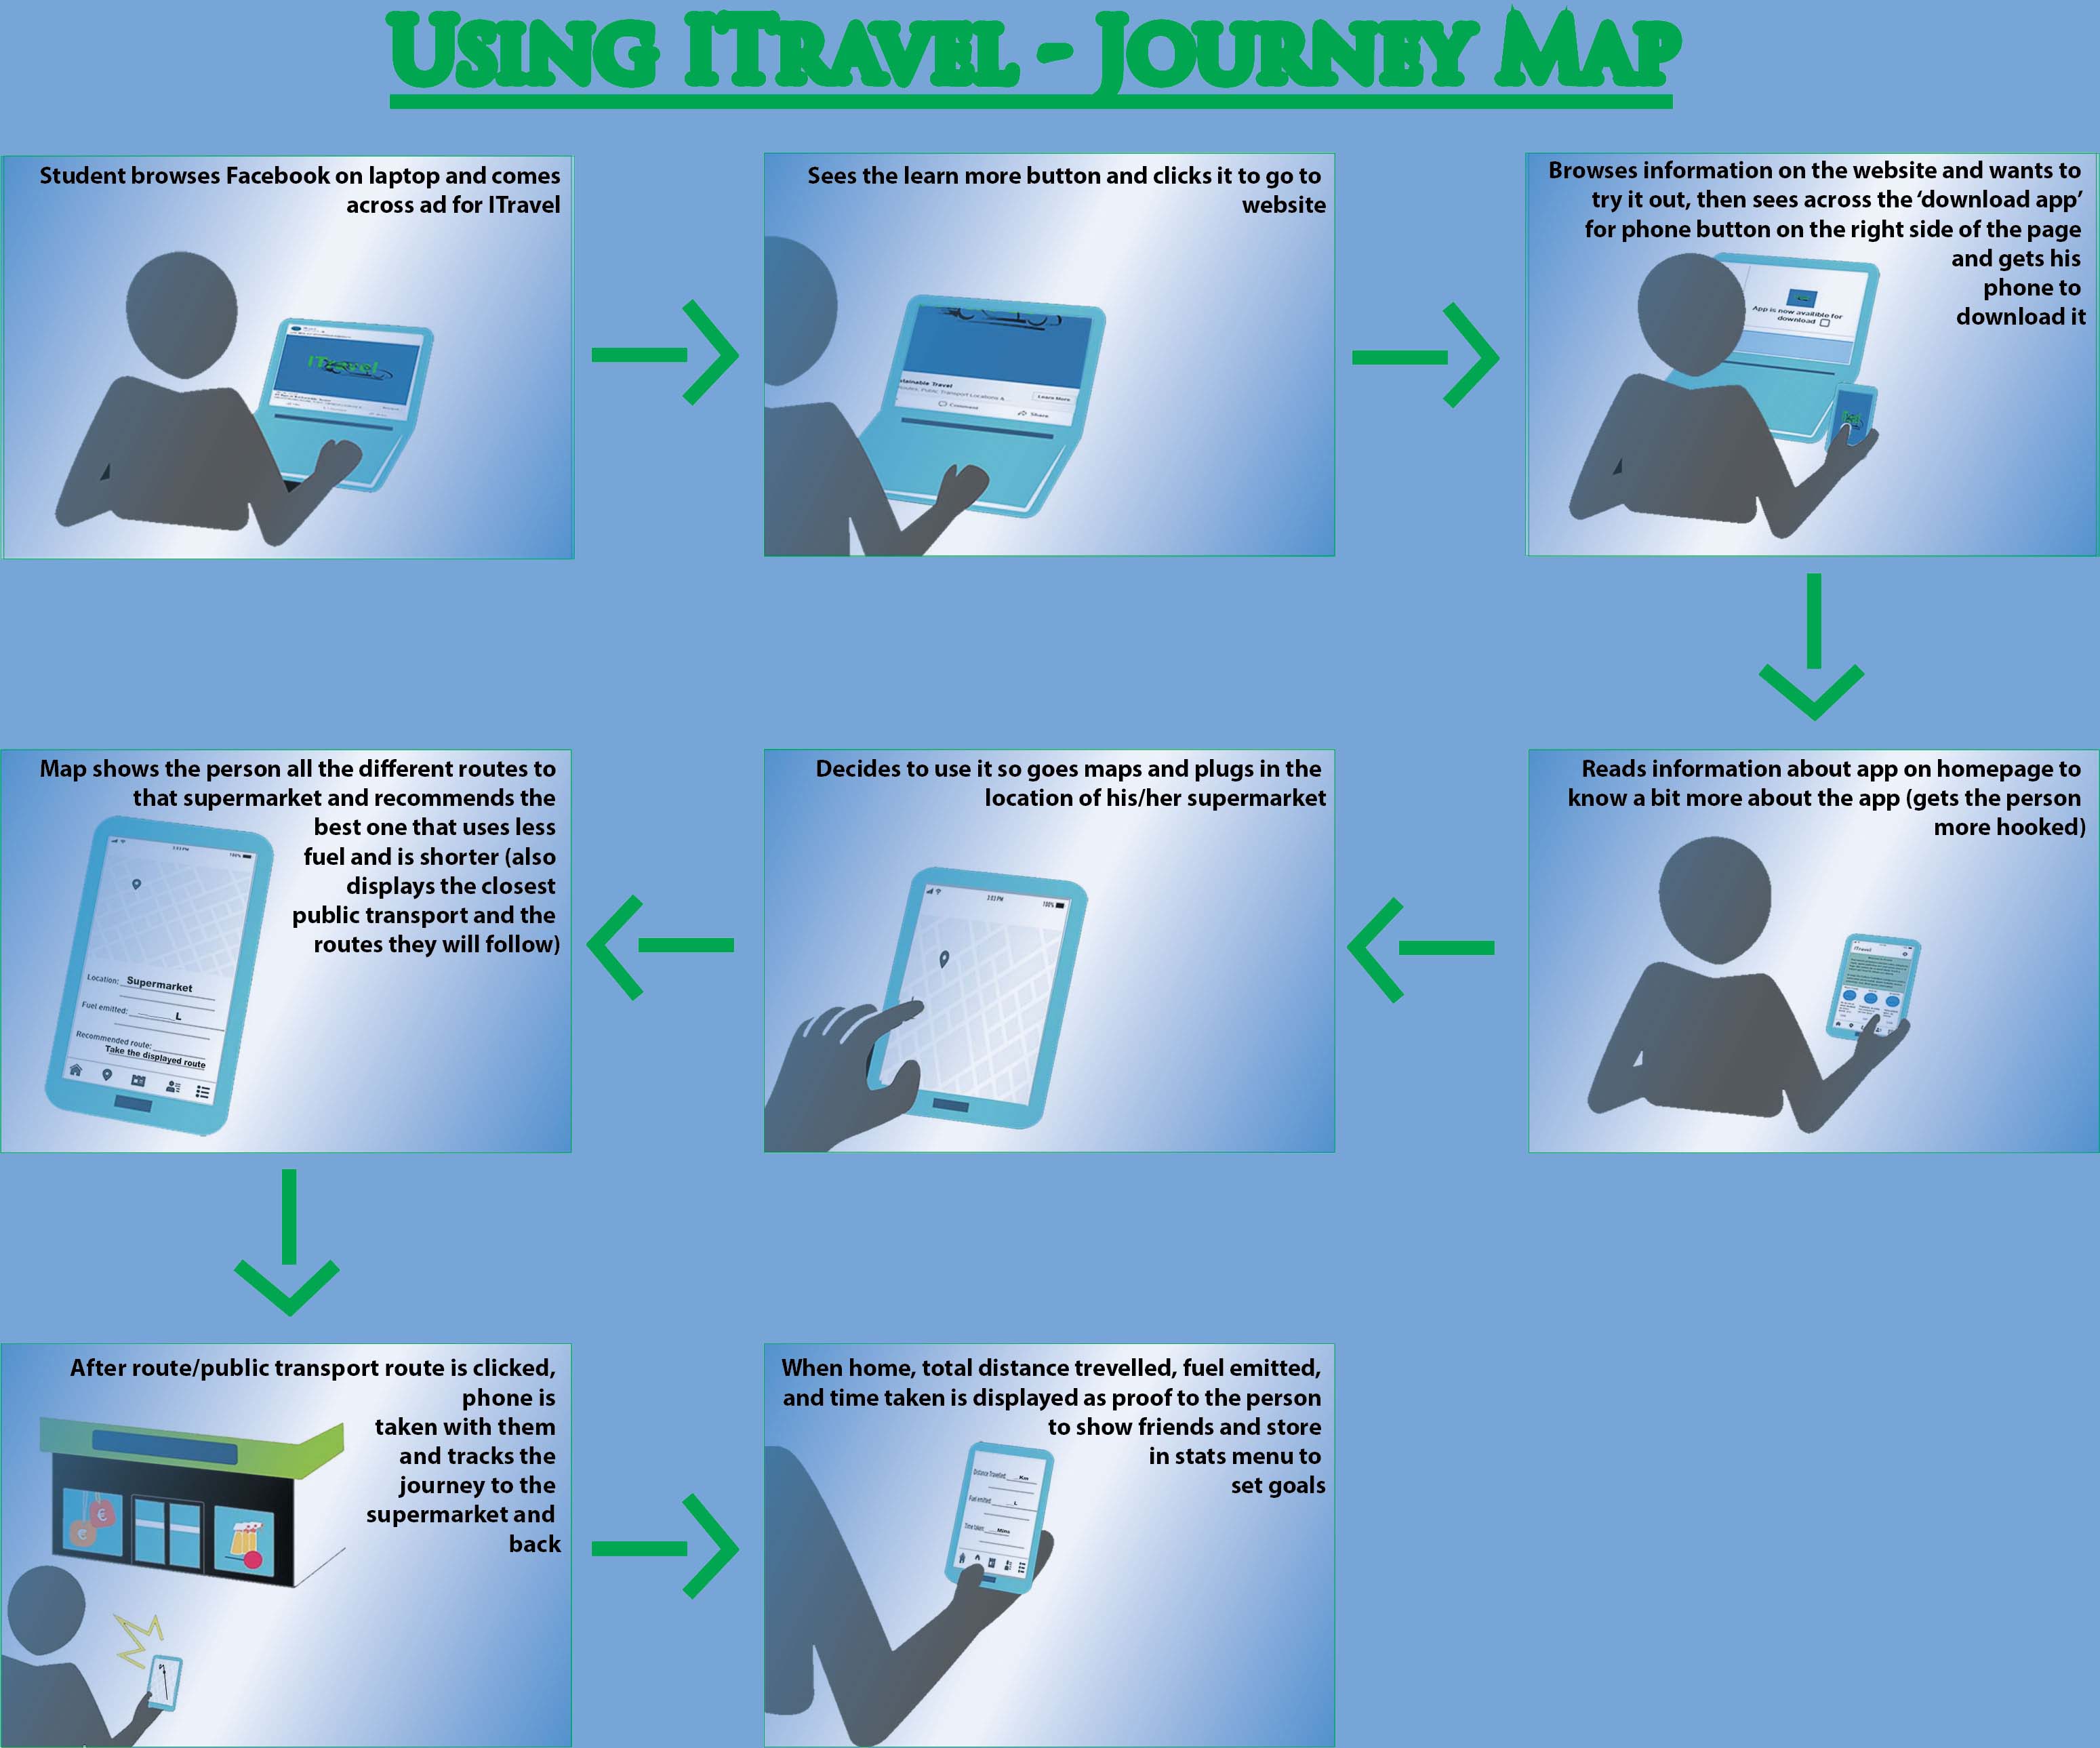 USING ITRAVEL - JOURNEY MAP
Student browses Facebook on laptop and comes
across ad for ITravel
ITravel
Sees the learn more button and clicks it to go to
website
stainable Travel
Routes, Public Transport Locations &
Learn More
Comment
Share
Browses information on the website and wants to
try it out, then sees across the ‘download app’
for phone button on the right side of the page
and gets his
phone to
download it
App is now availible for
download
Reads information about app on homepage to
know a bit more about the app (gets the person
more hooked)
ITravel
Decides to use it so goes maps and plugs in the
location of his/her supermarket
3:03 PM
100%
Map shows the person all the different routes to
that supermarket and recommends the
best one that uses less
fuel and is shorter (also
displays the closest
public transport and the
routes they will follow)
3:03 PM
100%
Location: Supermarket
Fuel emitted: L
Recommended route:
Take the displayed route
After route/public transport route is clicked,
phone is
taken with them
and tracks the
journey to the
supermarket and
back
€
€
When home, total distance trevelled, fuel emitted,
and time taken is displayed as proof to the person
to show friends and store
in stats menu to
set goals
Distance Travelled: Km
Fuel emitted: L
Time taken: Mins